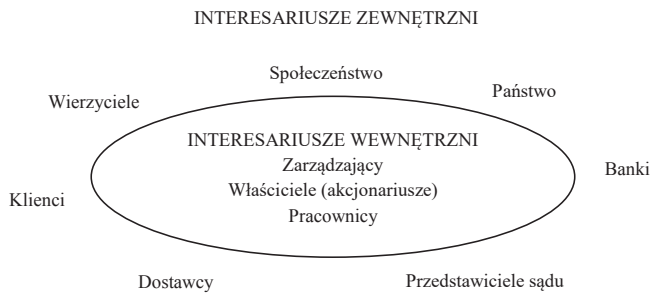 INTERESARIUSZE ZEWNĘTRZNI
Społeczeństwo
Państwo
Wierzyciele
INTERESARIUSZE WEWNĘTRZNI
Zarządzający
Banki
Właściciele (akcjonariusze)
Klienci
Pracownicy
Dostawcy
Przedstawiciele sądu